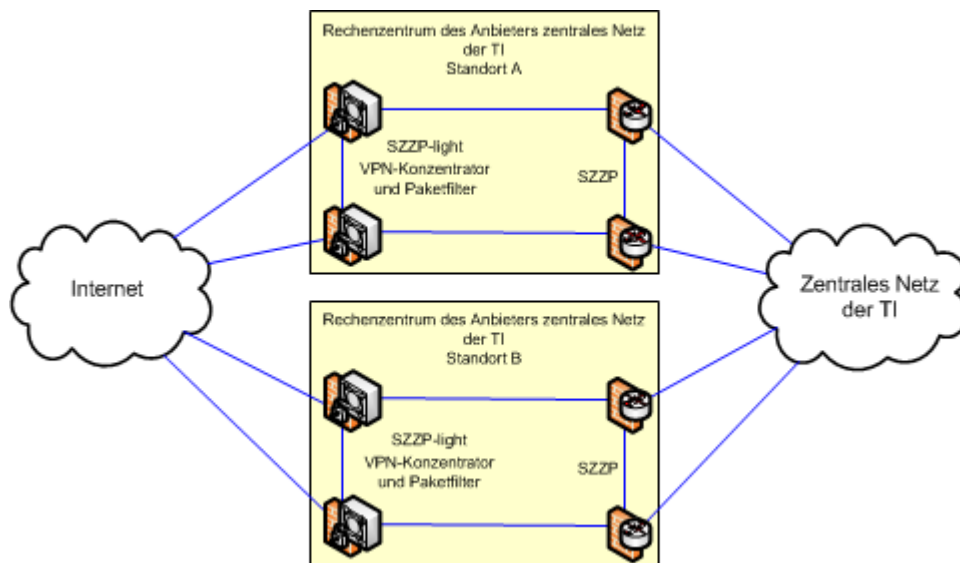 Rechenzentrum des Anbieters zentrales Netz
der TI
Standort A
SZZP-light
VPN-Konzentrator
und Paketfilter
SZZP
Internet
Zentrales Netz
der TI
Rechenzentrum des Anbieters zentrales Netz
der TI
Standort B
SZZP-light
VPN-Konzentrator
und Paketfilter
SZZP